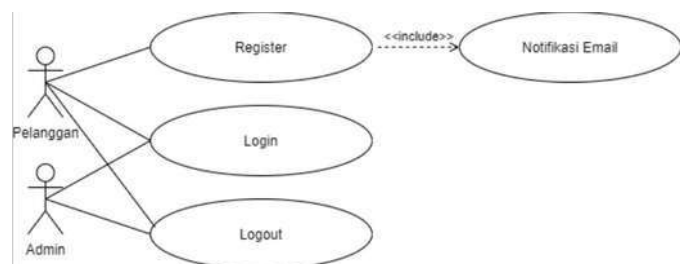 Register
<<include>>
Notifikasi Email
Pelanggan
Login
Admin
Logout